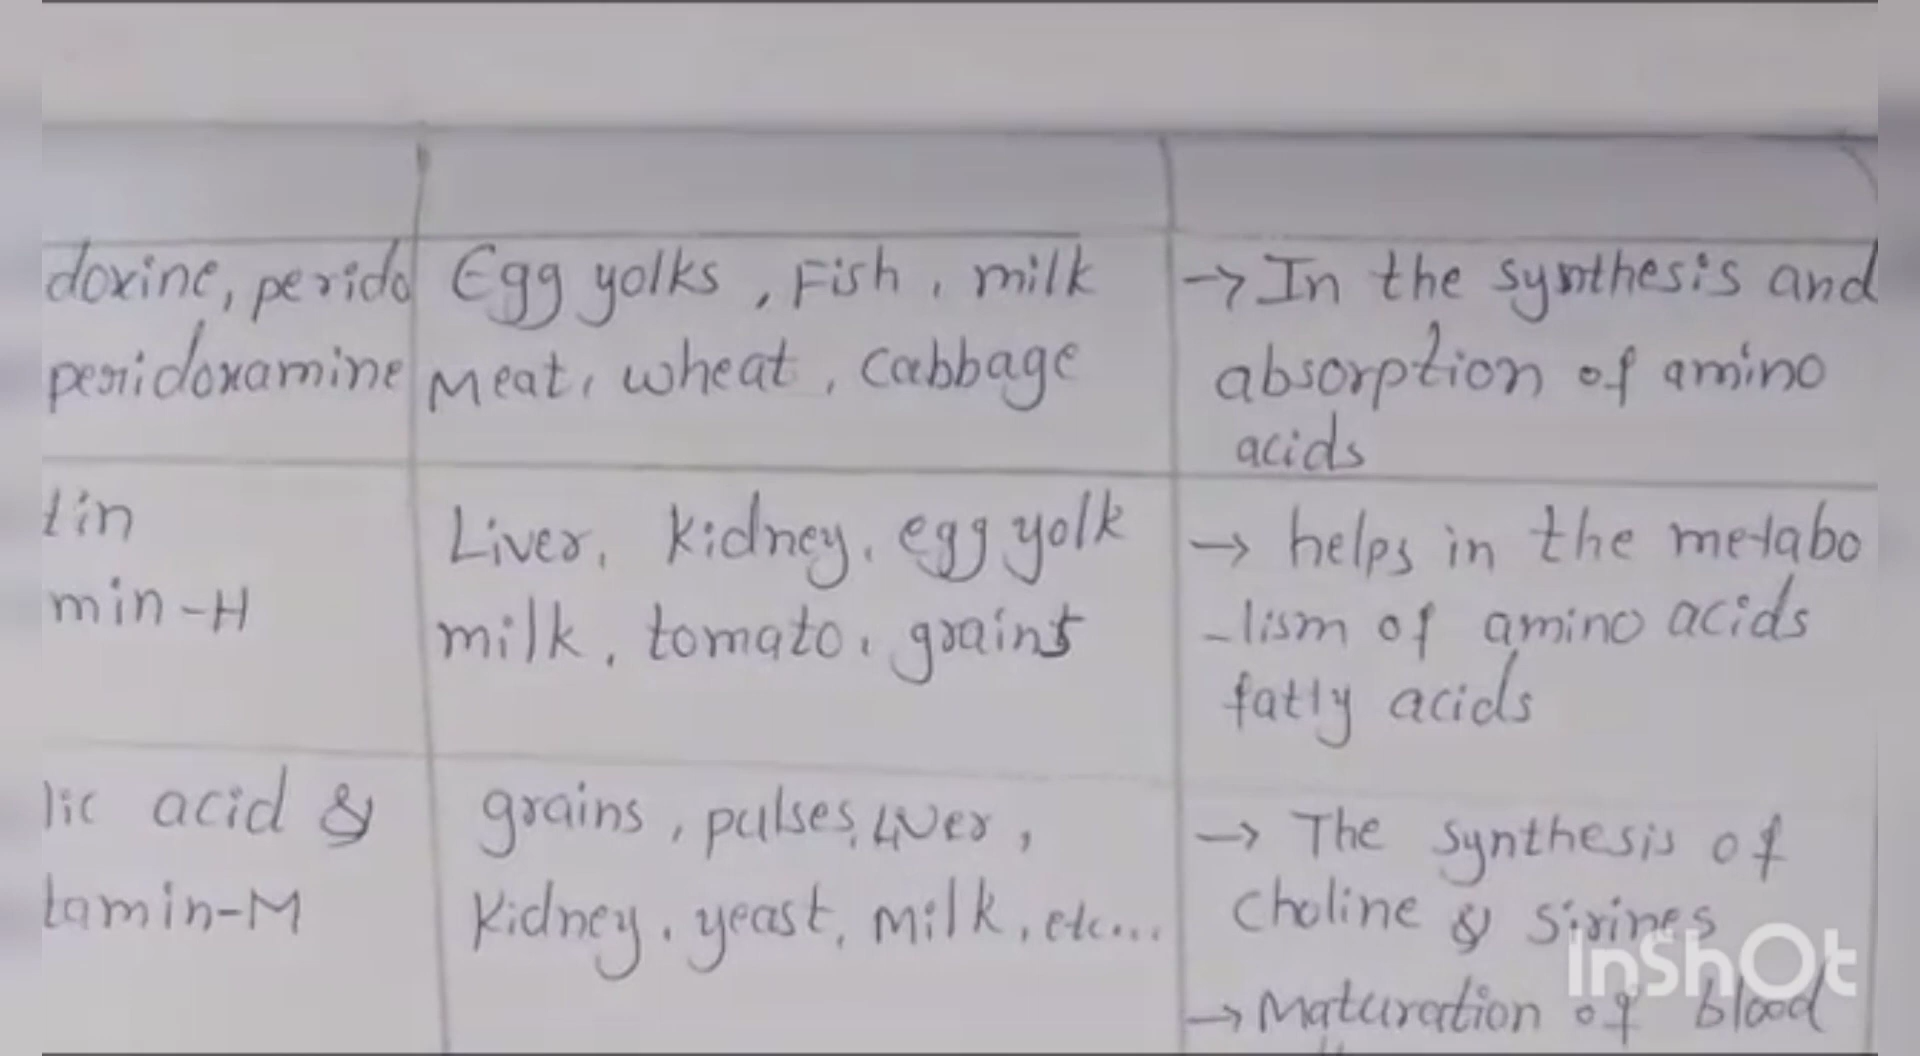 doxine, perido
peridoxamine
Egg yolks, Fish, milk
Meat, wheat, cabbage
→ In the synthesis and
absorption of amino
acids
tin
min-H
Liver, kidney, egg yolk
milk, tomato, grains
→ helps in the metabo
-lism of amino acids
fatty acids
lic acid &
tamin-M
grains, pulses, Liver,
Kidney, yeast, milk, etc...
→ The synthesis of
choline & Sirines
→ Maturation of blood
InShOt